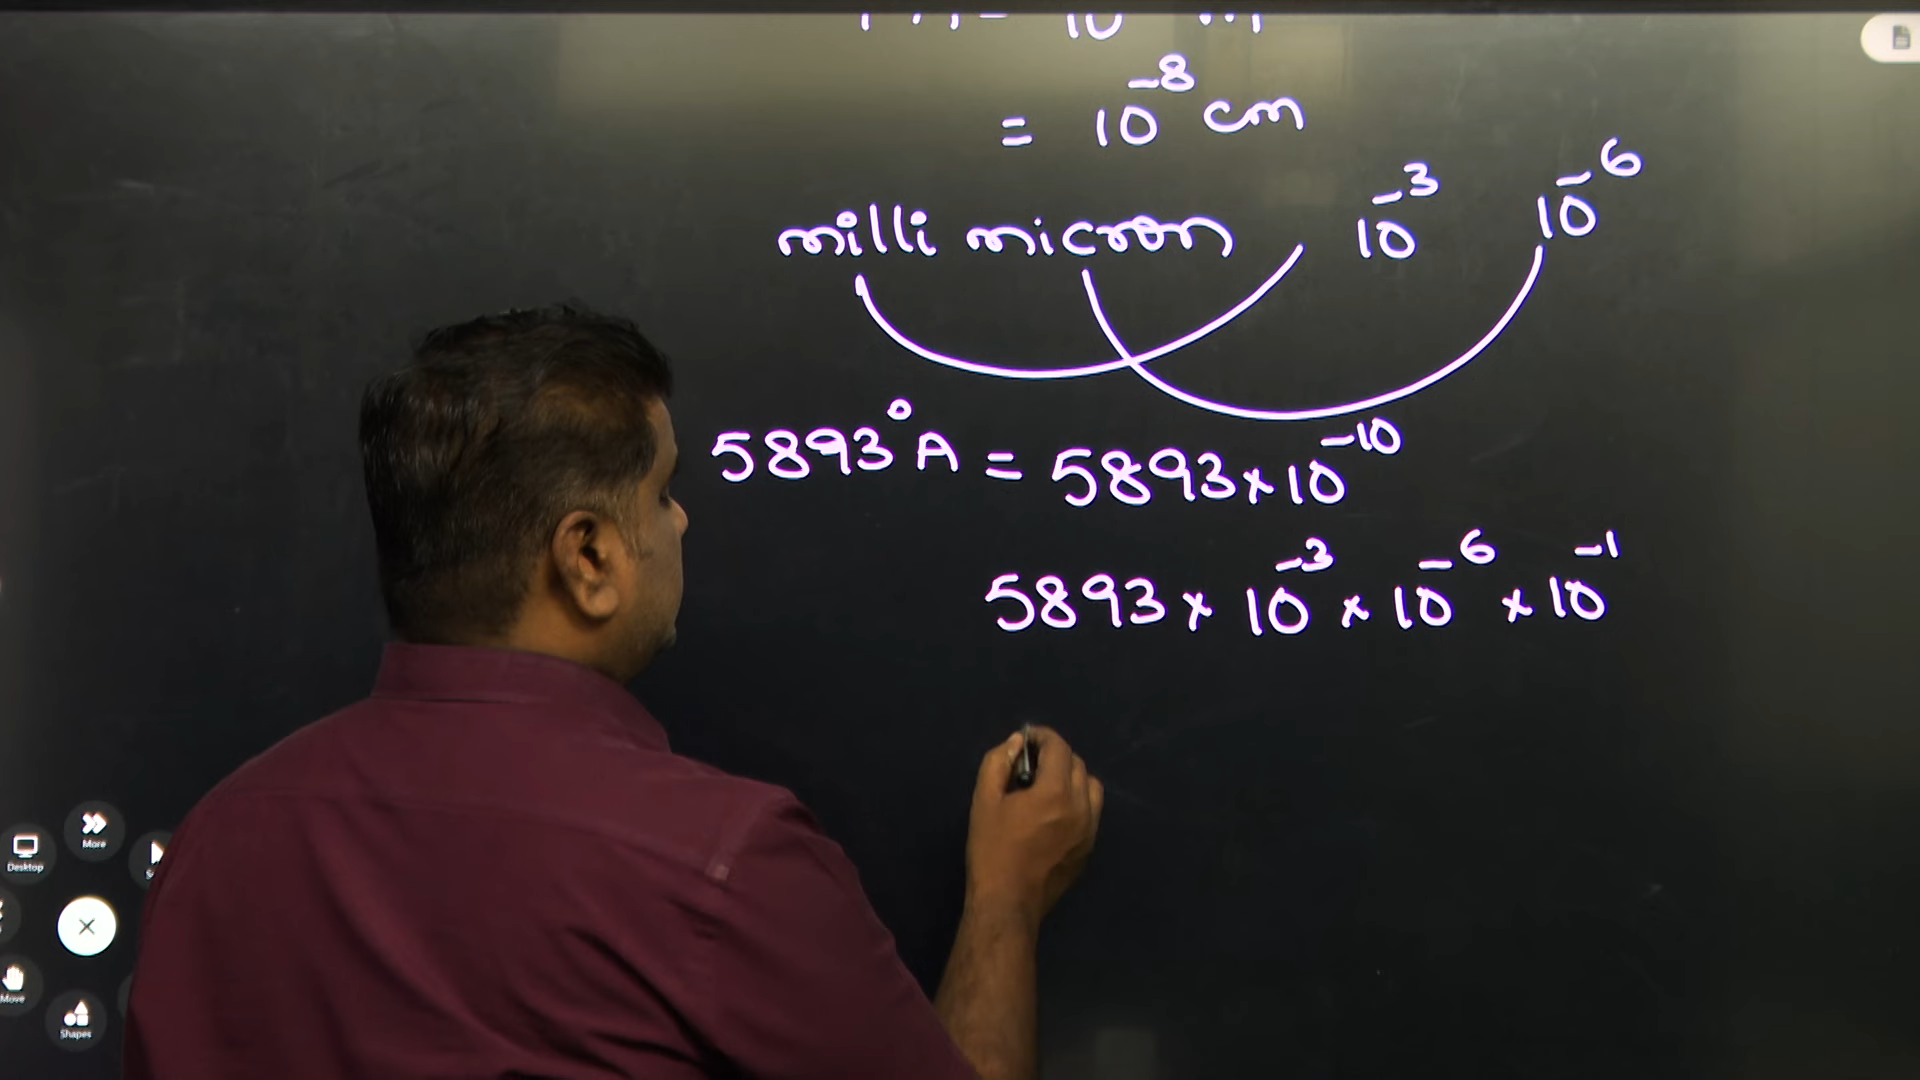 = 10⁻⁸ cm
milli micron 10⁻³ 10⁻⁶
5893 °A = 5893 × 10⁻¹⁰
5893 × 10⁻³ × 10⁻⁶ × 10⁻¹
More
Desktop
Move
Shapes